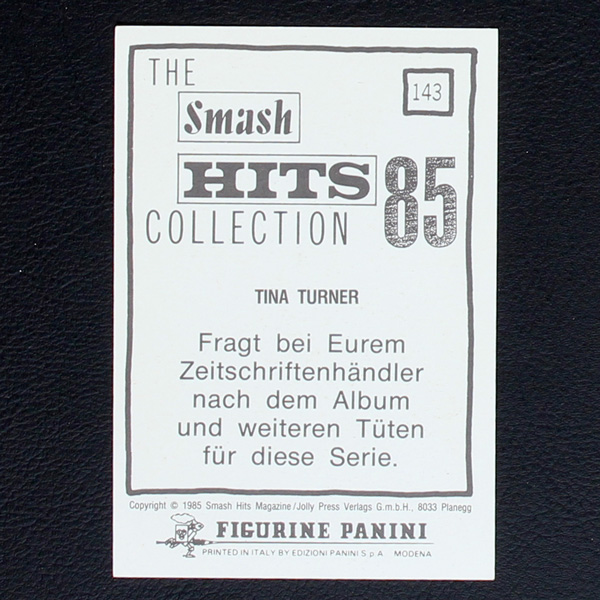 THE
143
Smash
HITS
85
COLLECTION
TINA TURNER
Fragt bei Eurem
Zeitschriftenhändler
nach dem Album
und weiteren Tüten
für diese Serie.
Copyright © 1985 Smash Hits Magazine/Jolly Press Verlags G.m.b.H., 8033 Planegg
FIGURINE PANINI
PRINTED IN ITALY BY EDIZIONI PANINI S.p.A. MODENA